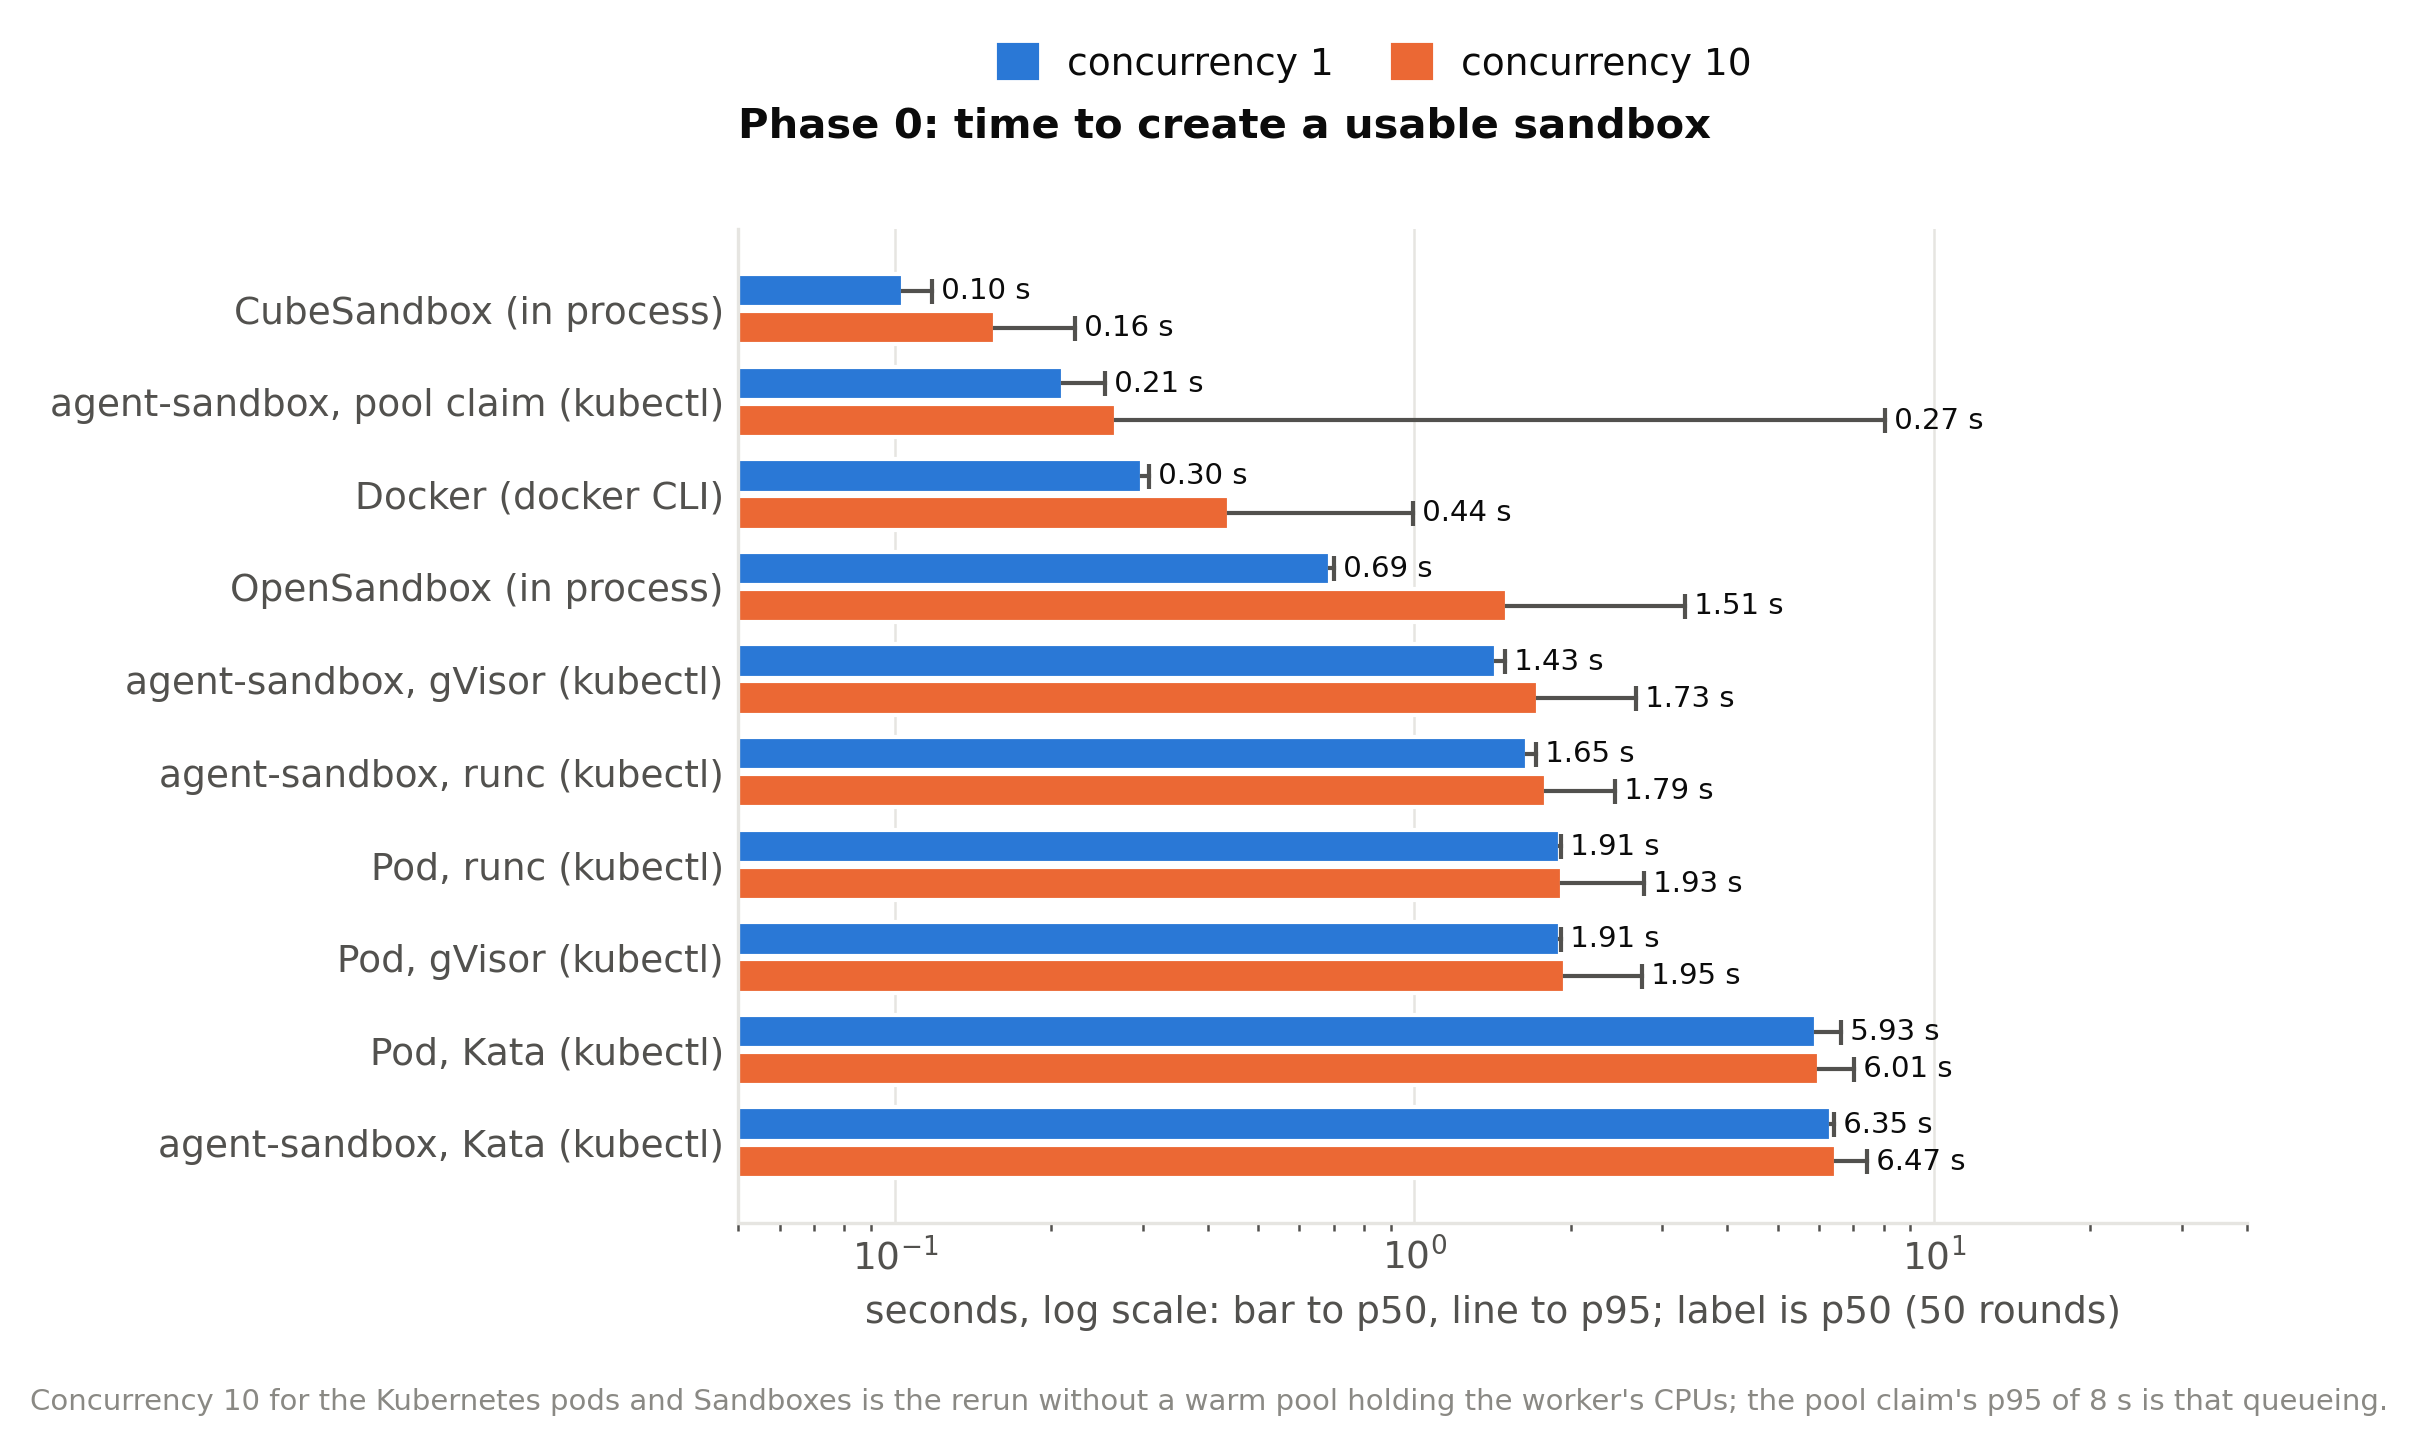 concurrency 1
concurrency 10
Phase 0: time to create a usable sandbox
CubeSandbox (in process)
0.10 s
0.16 s
agent-sandbox, pool claim (kubectl)
0.21 s
0.27 s
Docker (docker CLI)
0.30 s
0.44 s
OpenSandbox (in process)
0.69 s
1.51 s
agent-sandbox, gVisor (kubectl)
1.43 s
1.73 s
agent-sandbox, runc (kubectl)
1.65 s
1.79 s
Pod, runc (kubectl)
1.91 s
1.93 s
Pod, gVisor (kubectl)
1.91 s
1.95 s
Pod, Kata (kubectl)
5.93 s
6.01 s
agent-sandbox, Kata (kubectl)
6.35 s
6.47 s
10⁻¹
10⁰
10¹
seconds, log scale: bar to p50, line to p95; label is p50 (50 rounds)
Concurrency 10 for the Kubernetes pods and Sandboxes is the rerun without a warm pool holding the worker's CPUs; the pool claim's p95 of 8 s is that queueing.